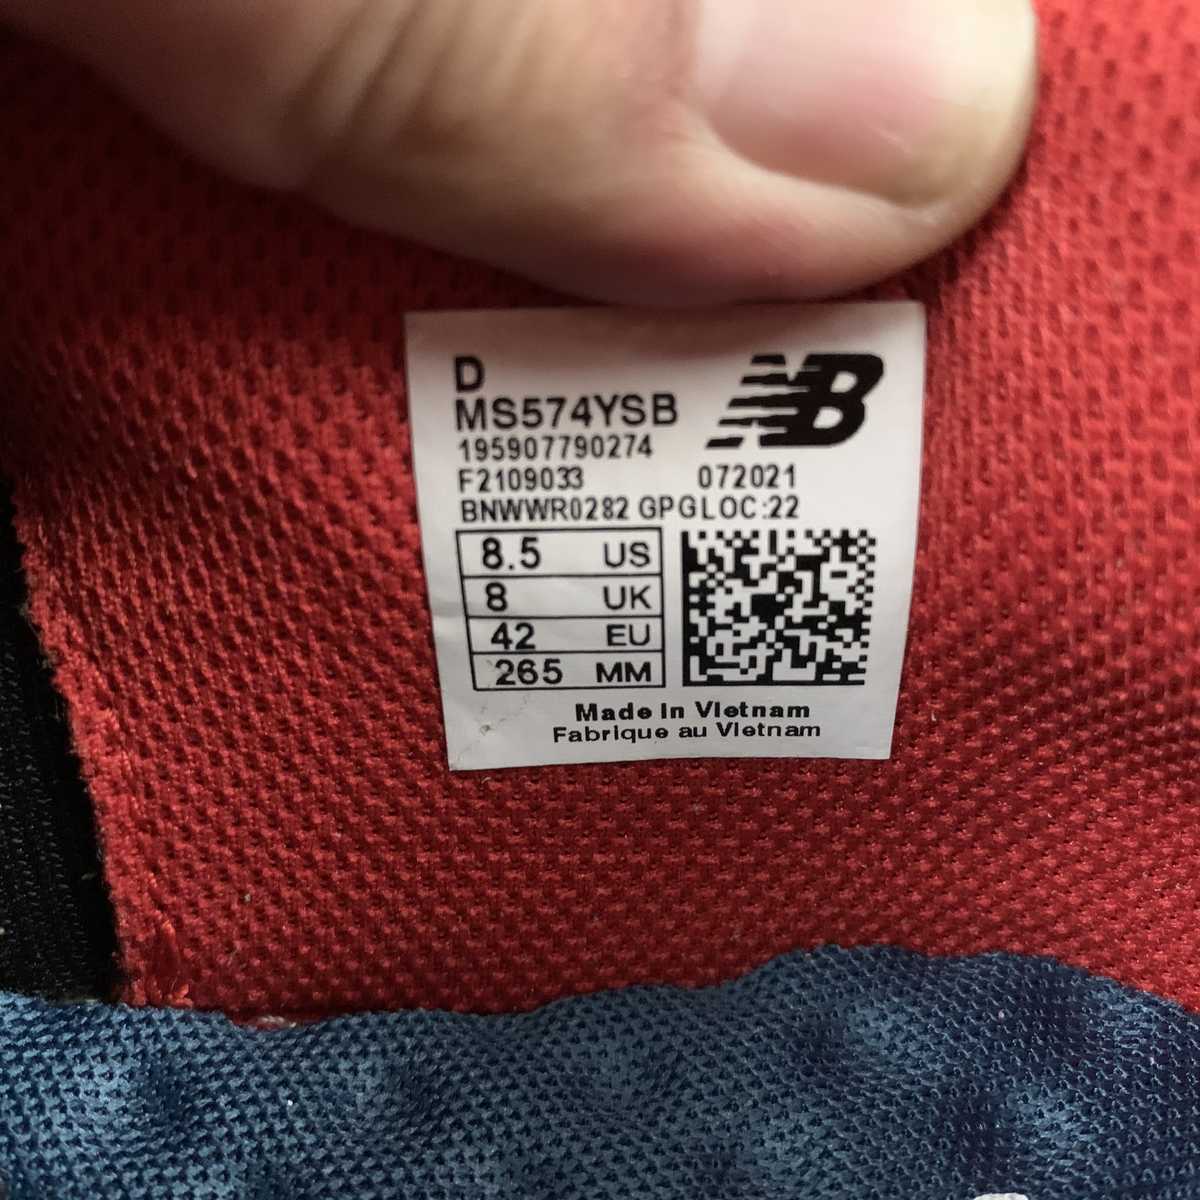 D
NB
MS574YSB
195907790274
F2109033 072021
BNWWR0282 GPGLOC:22
8.5 US
8 UK
42 EU
265 MM
Made in Vietnam
Fabrique au Vietnam